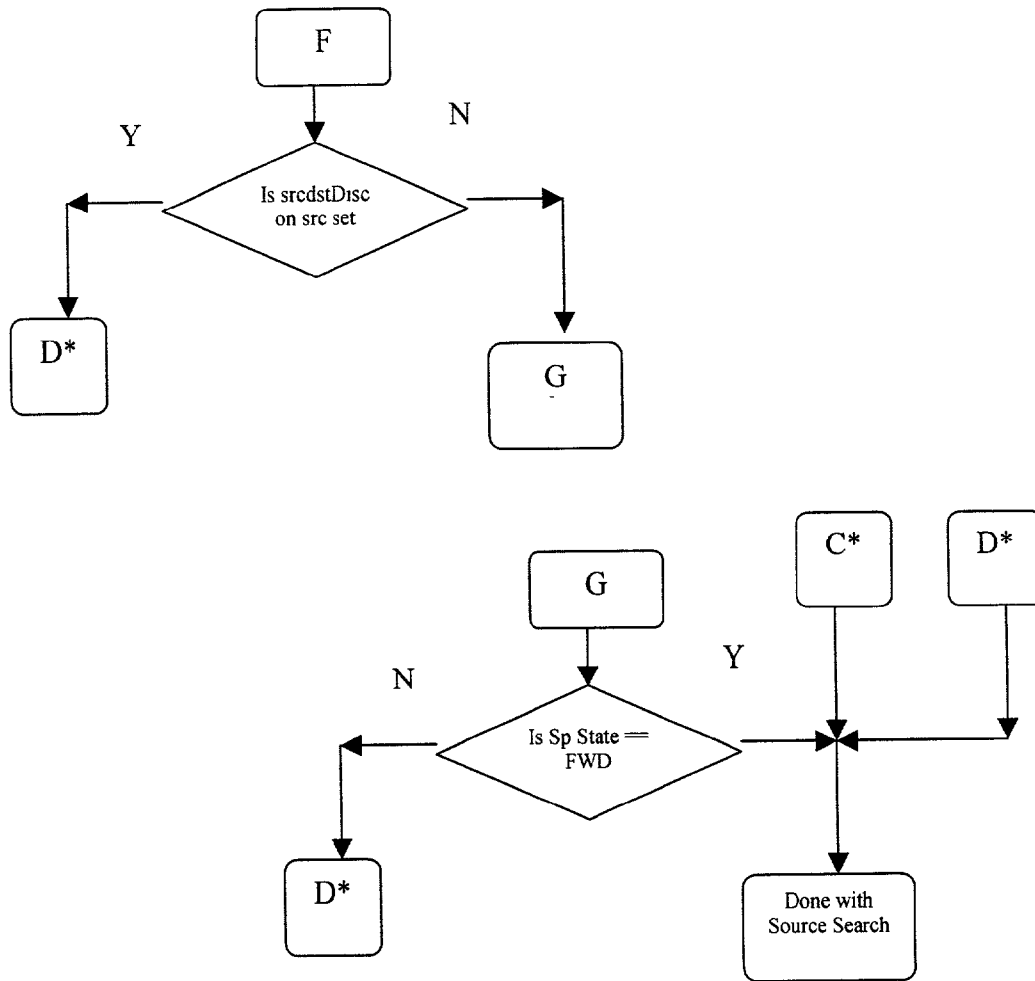 F
Y
N
Is srcdstDisc
on src set
D*
G
C*
D*
G
Y
N
Is Sp State ==
FWD
D*
Done with
Source Search